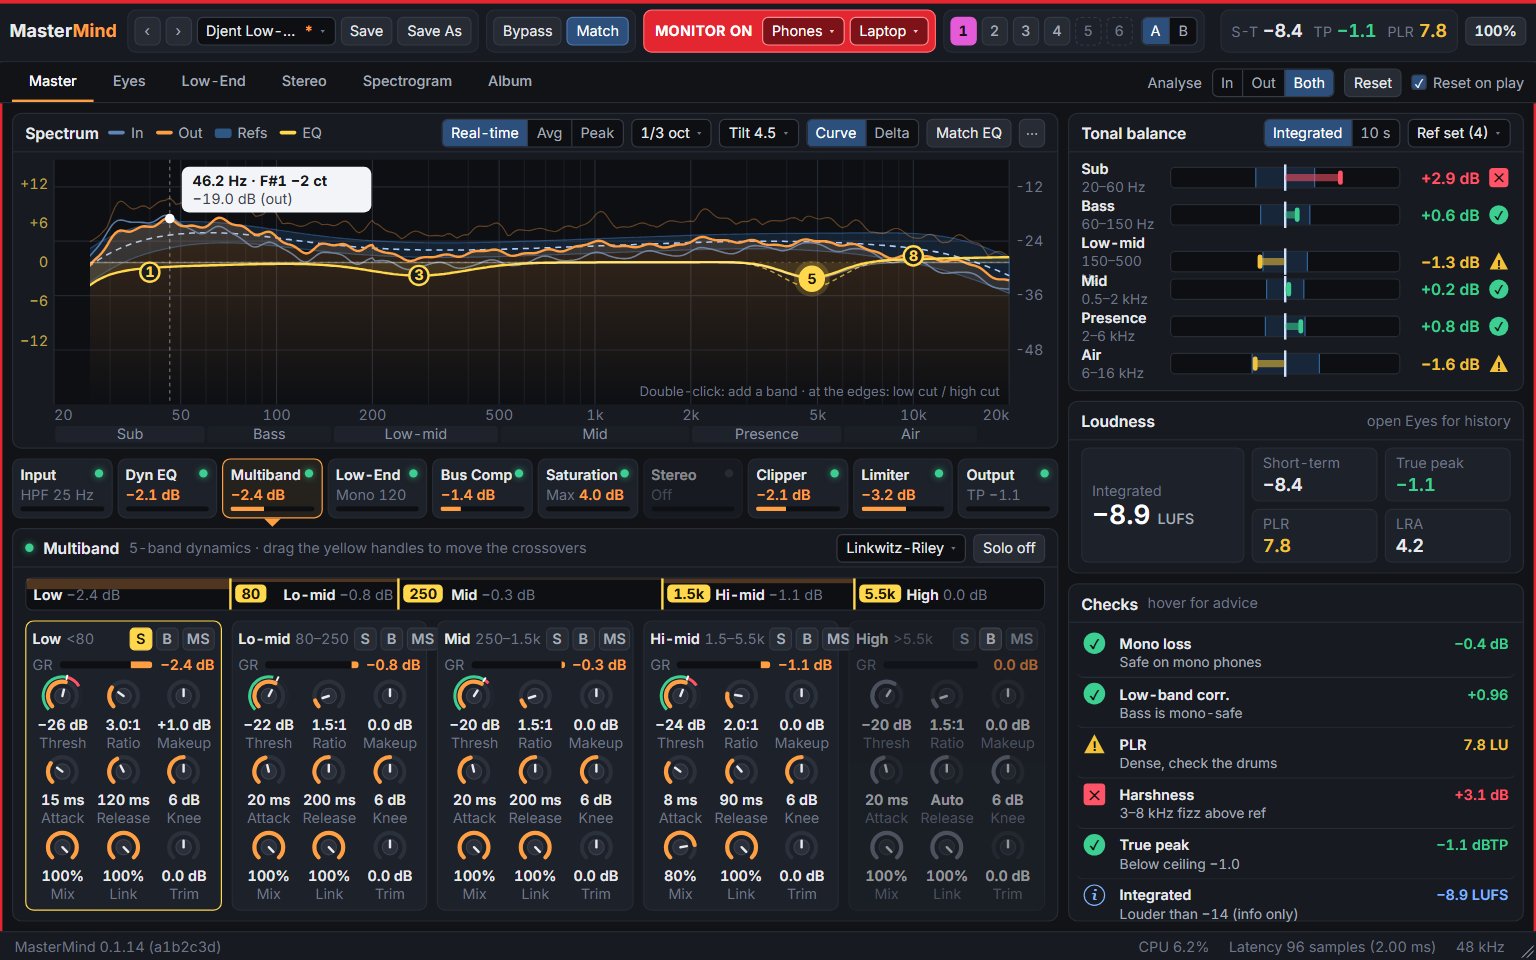 MasterMind ‹ › Djent Low-... * Save Save As Bypass Match MONITOR ON Phones Laptop 1 2 3 4 5 6 A B S-T −8.4 TP −1.1 PLR 7.8 100%
Master Eyes Low-End Stereo Spectrogram Album Analyse In Out Both Reset Reset on play
Spectrum In Out Refs EQ Real-time Avg Peak 1/3 oct Tilt 4.5 Curve Delta Match EQ ...
46.2 Hz · F#1 −2 ct
−19.0 dB (out)
+12 −12
+6 −24
0
−6 −36
−12 −48
1 3 5 8
Double-click: add a band · at the edges: low cut / high cut
20 50 100 200 500 1k 2k 5k 10k 20k
Sub Bass Low-mid Mid Presence Air
Tonal balance Integrated 10 s Ref set (4)
Sub
20–60 Hz +2.9 dB
Bass
60–150 Hz +0.6 dB
Low-mid
150–500 −1.3 dB
Mid
0.5–2 kHz +0.2 dB
Presence
2–6 kHz +0.8 dB
Air
6–16 kHz −1.6 dB
Loudness open Eyes for history
Integrated
−8.9 LUFS
Short-term
−8.4
True peak
−1.1
PLR
7.8
LRA
4.2
Input
HPF 25 Hz
Dyn EQ
−2.1 dB
Multiband
−2.4 dB
Low-End
Mono 120
Bus Comp
−1.4 dB
Saturation
Max 4.0 dB
Stereo
Off
Clipper
−2.1 dB
Limiter
−3.2 dB
Output
TP −1.1
Multiband 5-band dynamics · drag the yellow handles to move the crossovers Linkwitz-Riley Solo off
Low −2.4 dB 80 Lo-mid −0.8 dB 250 Mid −0.3 dB 1.5k Hi-mid −1.1 dB 5.5k High 0.0 dB
Low <80 S B MS
GR −2.4 dB
−26 dB 3.0:1 +1.0 dB
Thresh Ratio Makeup
15 ms 120 ms 6 dB
Attack Release Knee
100% 100% 0.0 dB
Mix Link Trim
Lo-mid 80–250 S B MS
GR −0.8 dB
−22 dB 1.5:1 0.0 dB
Thresh Ratio Makeup
20 ms 200 ms 6 dB
Attack Release Knee
100% 100% 0.0 dB
Mix Link Trim
Mid 250–1.5k S B MS
GR −0.3 dB
−20 dB 1.5:1 0.0 dB
Thresh Ratio Makeup
20 ms 200 ms 6 dB
Attack Release Knee
100% 100% 0.0 dB
Mix Link Trim
Hi-mid 1.5–5.5k S B MS
GR −1.1 dB
−24 dB 2.0:1 0.0 dB
Thresh Ratio Makeup
8 ms 90 ms 6 dB
Attack Release Knee
80% 100% 0.0 dB
Mix Link Trim
High >5.5k S B MS
GR 0.0 dB
−20 dB 1.5:1 0.0 dB
Thresh Ratio Makeup
20 ms Auto 6 dB
Attack Release Knee
100% 100% 0.0 dB
Mix Link Trim
Checks hover for advice
Mono loss −0.4 dB
Safe on mono phones
Low-band corr. +0.96
Bass is mono-safe
PLR 7.8 LU
Dense, check the drums
Harshness +3.1 dB
3–8 kHz fizz above ref
True peak −1.1 dBTP
Below ceiling −1.0
Integrated −8.9 LUFS
Louder than −14 (info only)
MasterMind 0.1.14 (a1b2c3d) CPU 6.2% Latency 96 samples (2.00 ms) 48 kHz